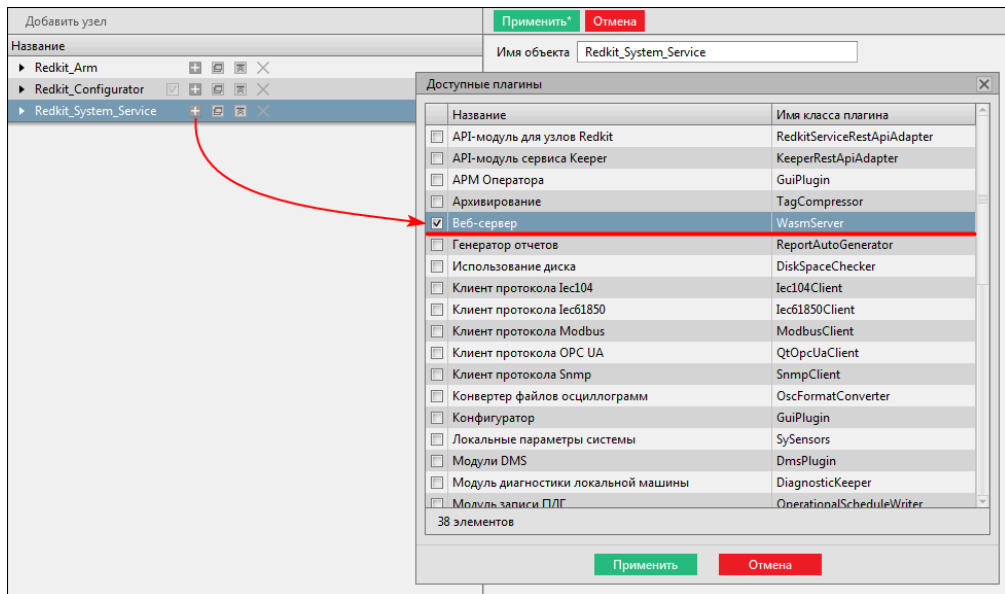 Добавить узел
Применить* Отмена
Название
Имя объекта Redkit_System_Service
Redkit_Arm
Redkit_Configurator
Redkit_System_Service
Доступные плагины
Название Имя класса плагина
API-модуль для узлов Redkit RedkitServiceRestApiAdapter
API-модуль сервиса Keeper KeeperRestApiAdapter
АРМ Оператора GuiPlugin
Архивирование TagCompressor
Веб-сервер WasmServer
Генератор отчетов ReportAutoGenerator
Использование диска DiskSpaceChecker
Клиент протокола Iec104 Iec104Client
Клиент протокола Iec61850 Iec61850Client
Клиент протокола Modbus ModbusClient
Клиент протокола OPC UA QtOpcUaClient
Клиент протокола Snmp SnmpClient
Конвертер файлов осциллограмм OscFormatConverter
Конфигуратор GuiPlugin
Локальные параметры системы SySensors
Модули DMS DmsPlugin
Модуль диагностики локальной машины DiagnosticKeeper
Модуль записи ПДГ OperationalScheduleWriter
38 элементов
Применить Отмена